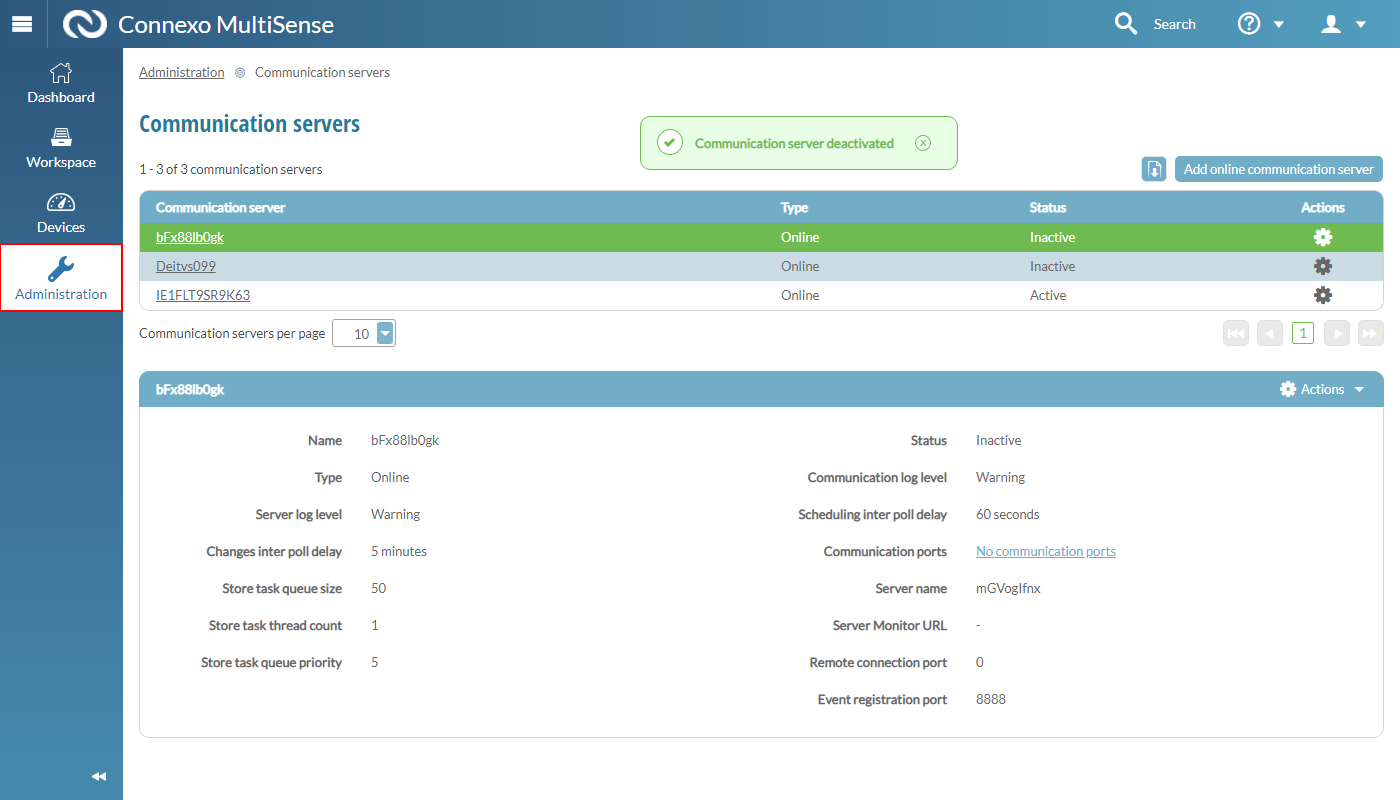 Connexo MultiSense
Search
Dashboard
Workspace
Devices
Administration
Administration Communication servers
Communication servers
Communication server deactivated
1 - 3 of 3 communication servers
Add online communication server
Communication server Type Status Actions
bFx88lb0gk Online Inactive
Deitvs099 Online Inactive
IE1FLT9SR9K63 Online Active
Communication servers per page 10
1
bFx88lb0gk Actions
Name bFx88lb0gk Status Inactive
Type Online Communication log level Warning
Server log level Warning Scheduling inter poll delay 60 seconds
Changes inter poll delay 5 minutes Communication ports No communication ports
Store task queue size 50 Server name mGVogIfnx
Store task thread count 1 Server Monitor URL -
Store task queue priority 5 Remote connection port 0
Event registration port 8888